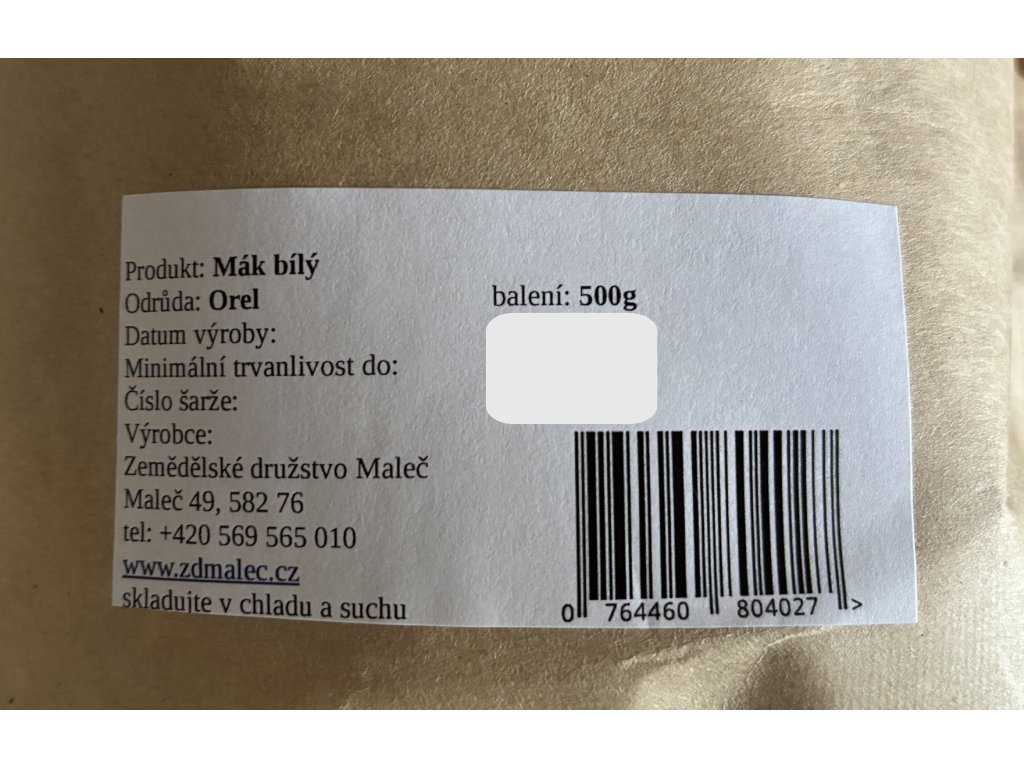 Produkt: Mák bílý
Odrůda: Orel balení: 500g
Datum výroby:
Minimální trvanlivost do:
Číslo šarže:
Výrobce:
Zemědělské družstvo Maleč
Maleč 49, 582 76
tel: +420 569 565 010
www.zdmalec.cz
skladujte v chladu a suchu
0 764460 804027 >